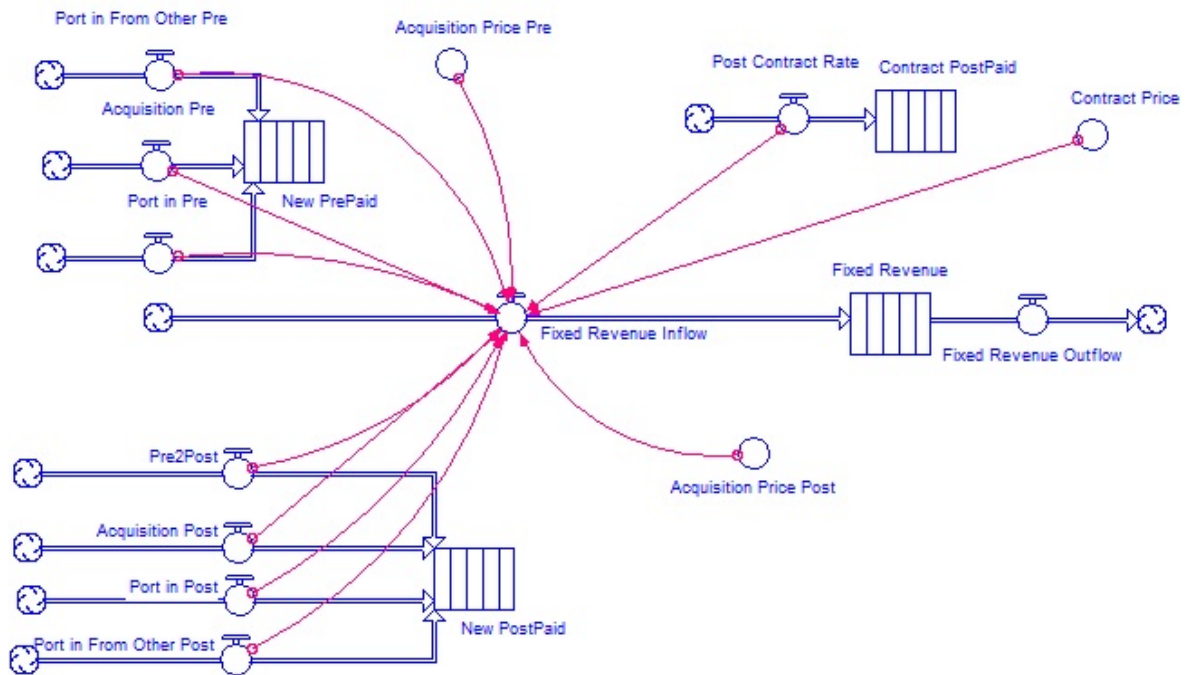 Port in From Other Pre
Acquisition Price Pre
Post Contract Rate
Contract PostPaid
Contract Price
Acquisition Pre
Port in Pre
New PrePaid
Fixed Revenue
Fixed Revenue Inflow
Fixed Revenue Outflow
Pre2Post
Acquisition Price Post
Acquisition Post
Port in Post
New PostPaid
Port in From Other Post